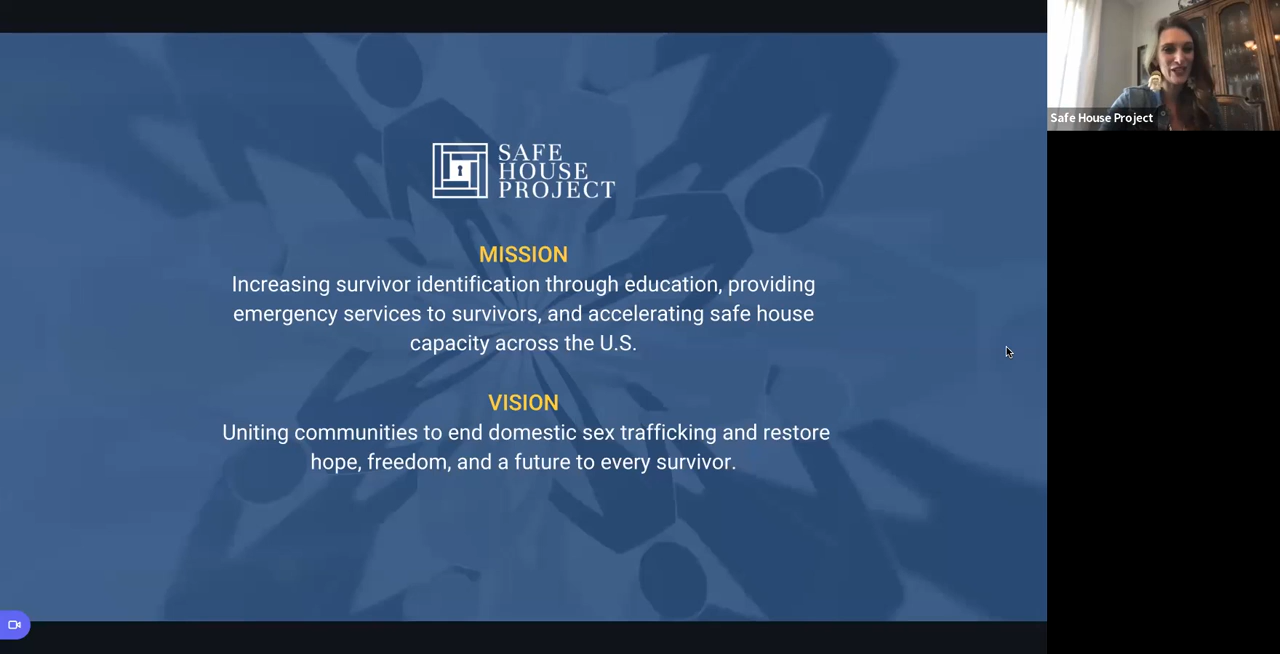 SAFE
HOUSE
PROJECT
MISSION
Increasing survivor identification through education, providing
emergency services to survivors, and accelerating safe house
capacity across the U.S.
VISION
Uniting communities to end domestic sex trafficking and restore
hope, freedom, and a future to every survivor.
Safe House Project